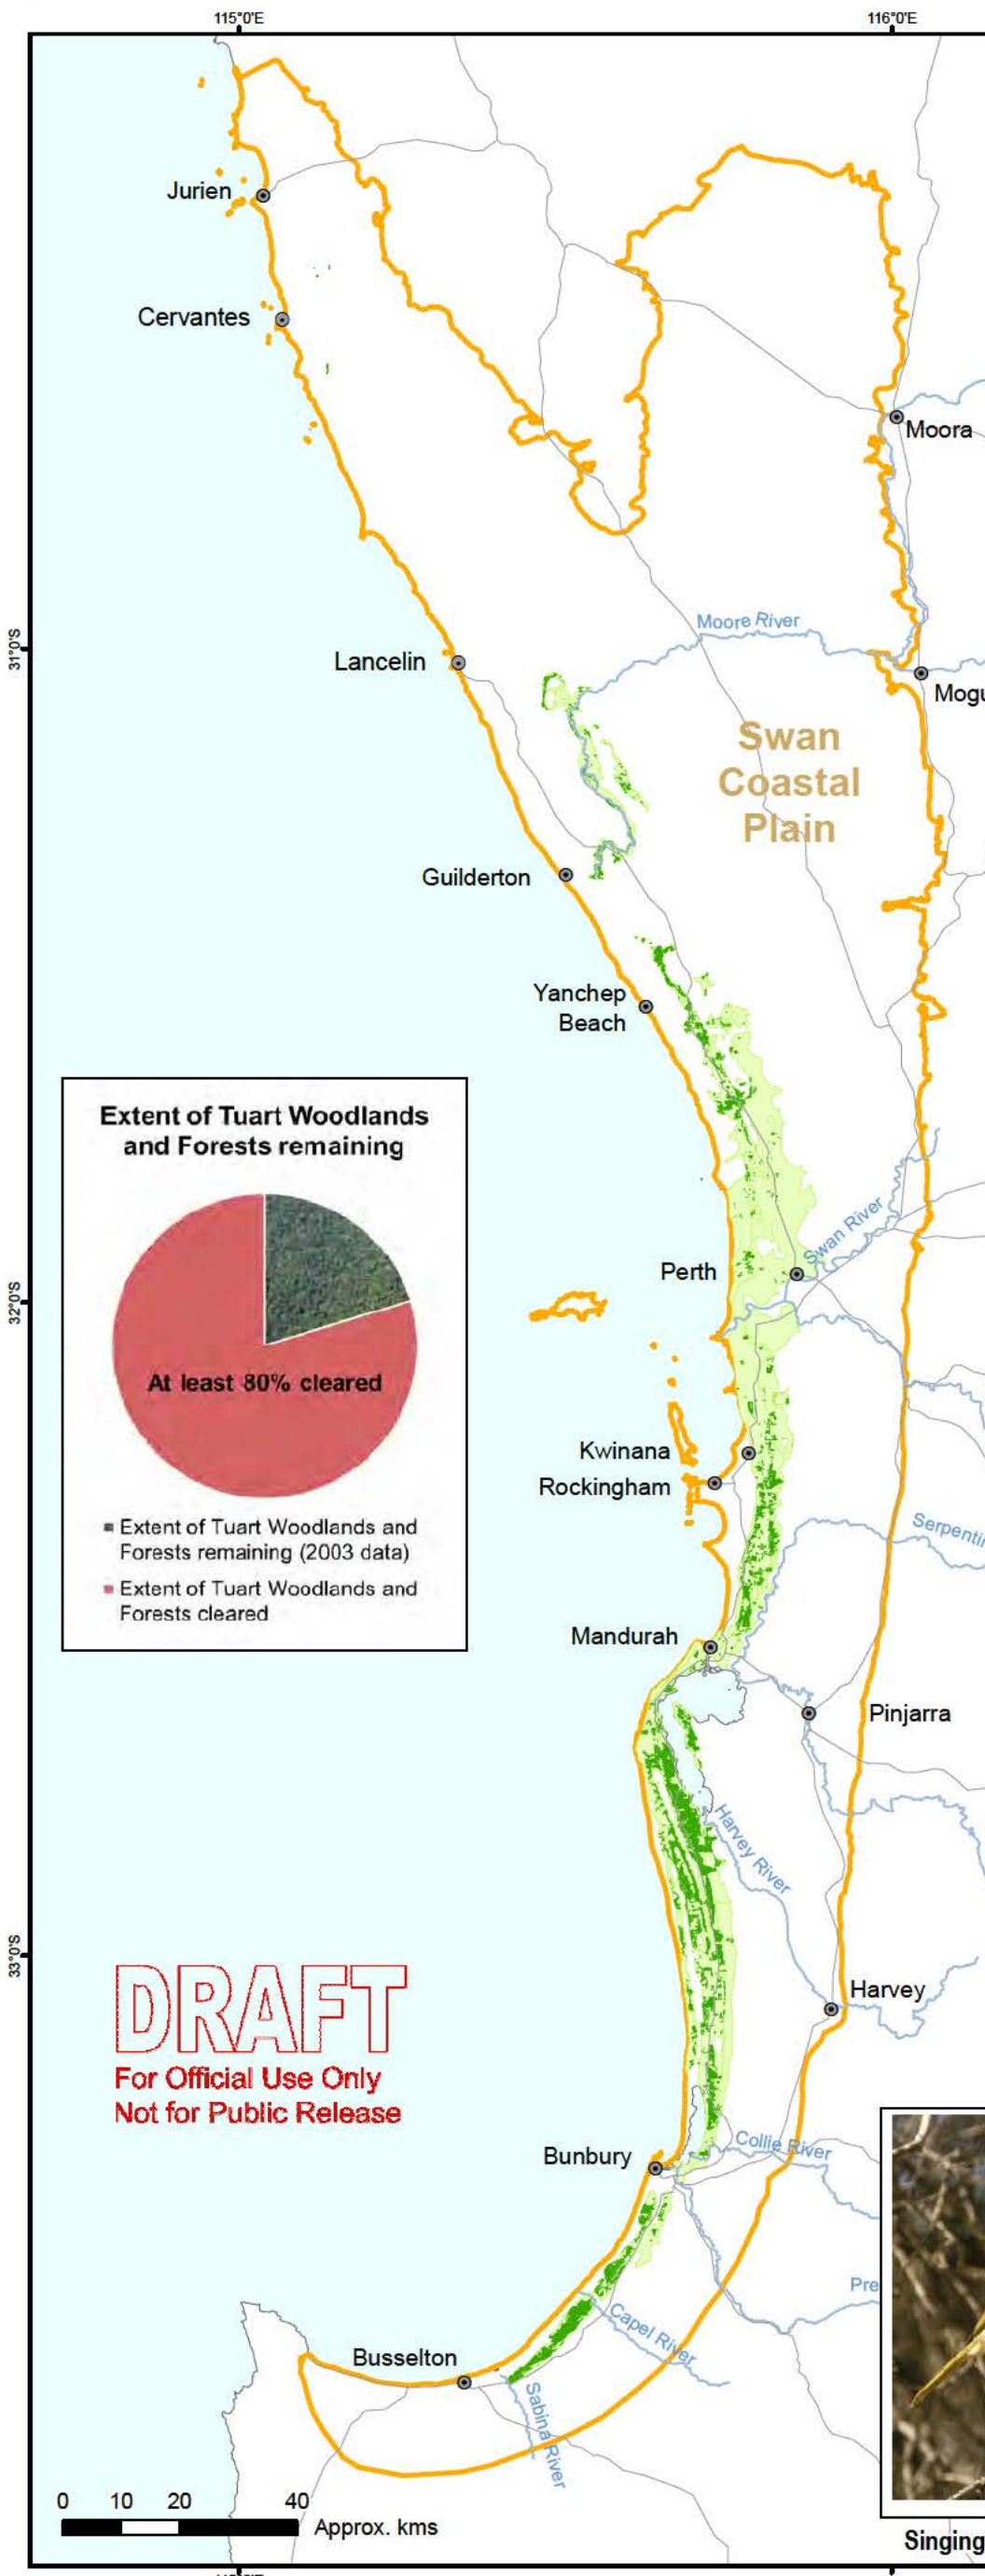 115°0'E
116°0'E
Jurien
Cervantes
Moora
31°0'S
Moore River
Lancelin
Swan
Coastal
Plain
Guilderton
Yanchep
Beach
Extent of Tuart Woodlands
and Forests remaining
At least 80% cleared
Extent of Tuart Woodlands and
Forests remaining (2003 data)
Extent of Tuart Woodlands and
Forests cleared
Swan River
Perth
32°0'S
Kwinana
Rockingham
Mandurah
Pinjarra
Harvey River
33°0'S
DRAFT
For Official Use Only
Not for Public Release
Harvey
Bunbury
Collie River
Capel River
Busselton
Sabina River
0 10 20 40
Approx. kms
Singing